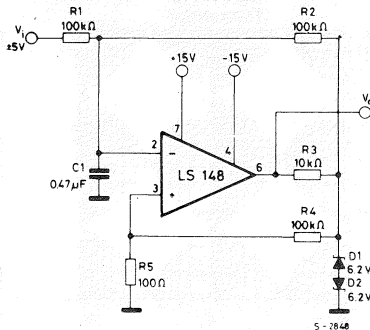 R1
100kΩ
R2
100kΩ
Vi
±5V
+15V
-15V
Vo
7
4
2
-
6
R3
10kΩ
C1
0.47µF
LS 148
3
+
R4
100kΩ
R5
100Ω
D1
6.2V
D2
6.2V
S-2848